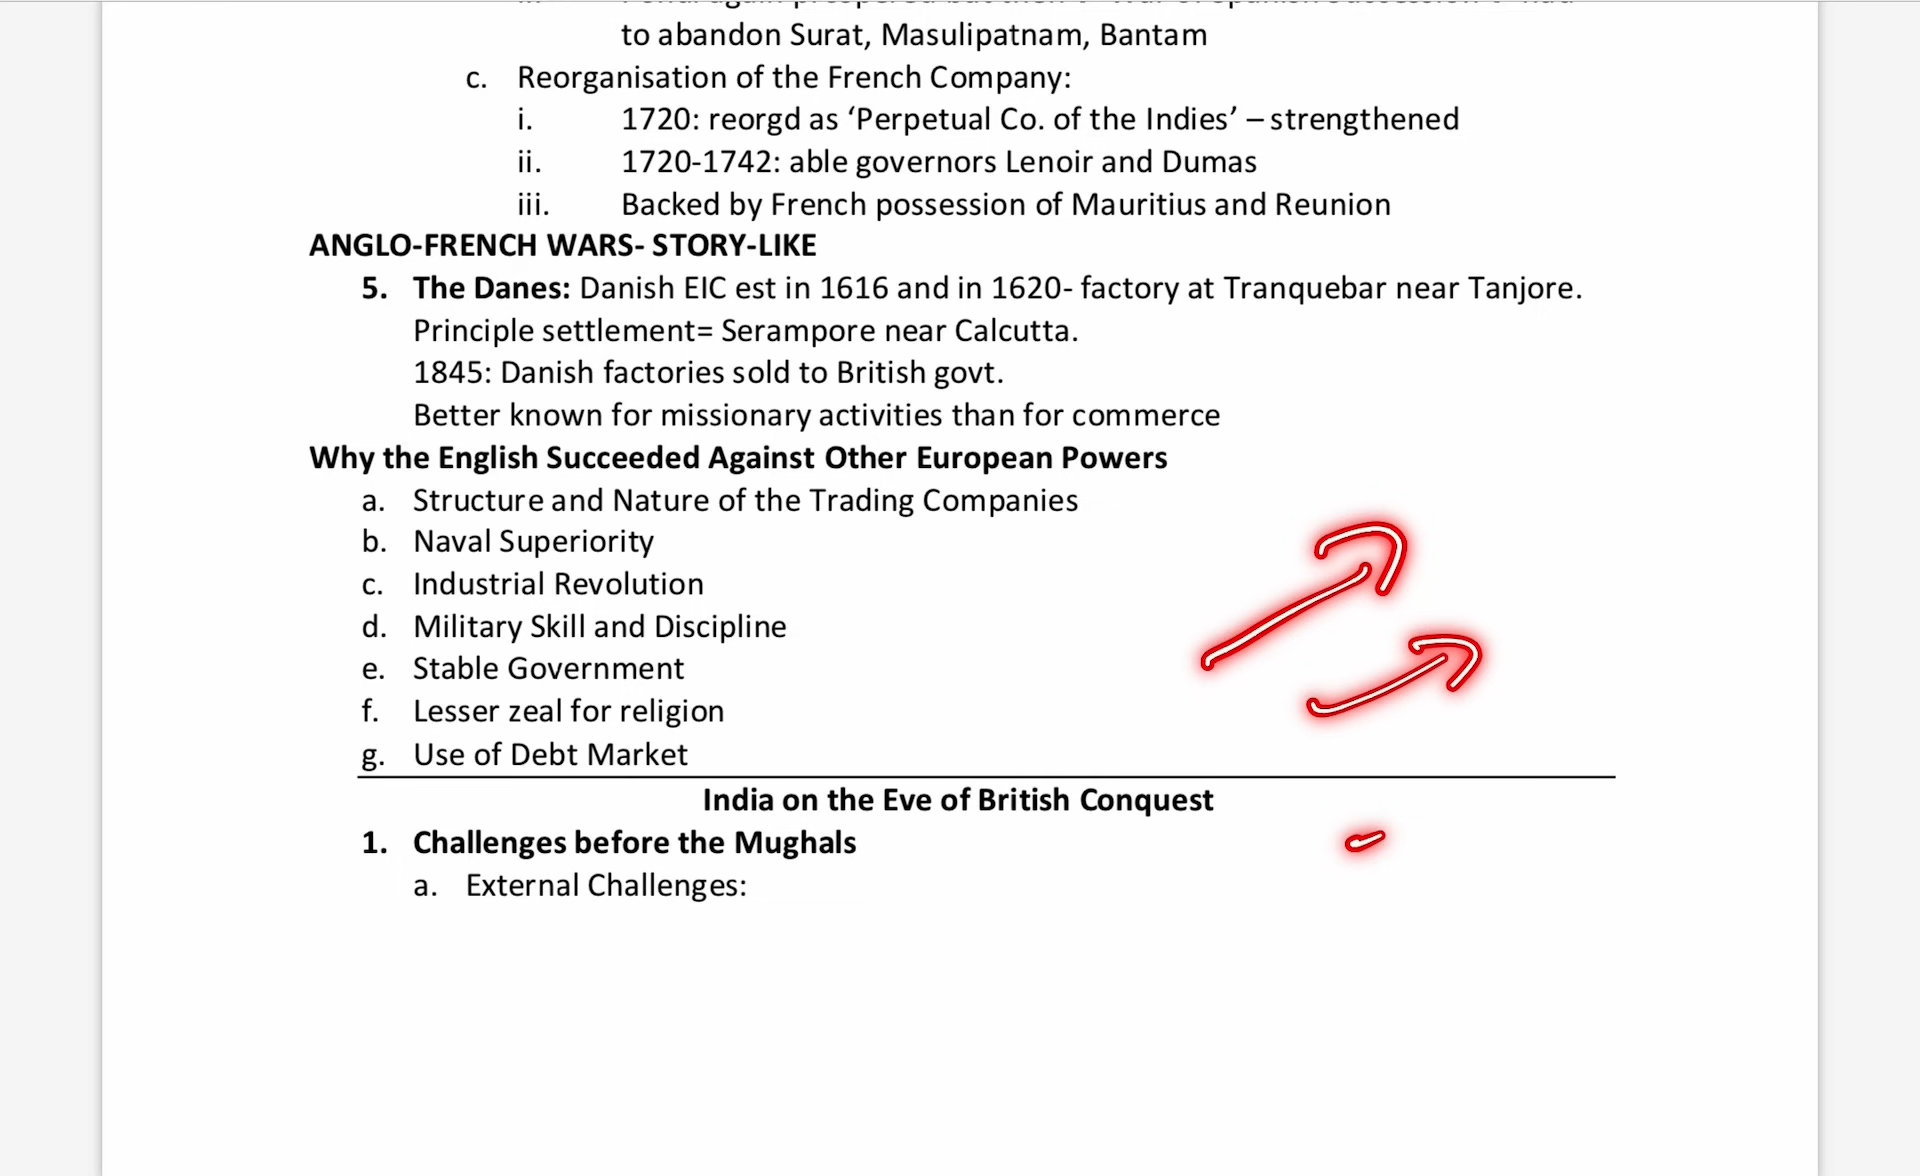 to abandon Surat, Masulipatnam, Bantam
c. Reorganisation of the French Company:
i. 1720: reorgd as ‘Perpetual Co. of the Indies’ – strengthened
ii. 1720-1742: able governors Lenoir and Dumas
iii. Backed by French possession of Mauritius and Reunion
ANGLO-FRENCH WARS- STORY-LIKE
5. The Danes: Danish EIC est in 1616 and in 1620- factory at Tranquebar near Tanjore.
Principle settlement= Serampore near Calcutta.
1845: Danish factories sold to British govt.
Better known for missionary activities than for commerce
Why the English Succeeded Against Other European Powers
a. Structure and Nature of the Trading Companies
b. Naval Superiority
c. Industrial Revolution
d. Military Skill and Discipline
e. Stable Government
f. Lesser zeal for religion
g. Use of Debt Market
India on the Eve of British Conquest
1. Challenges before the Mughals
a. External Challenges: